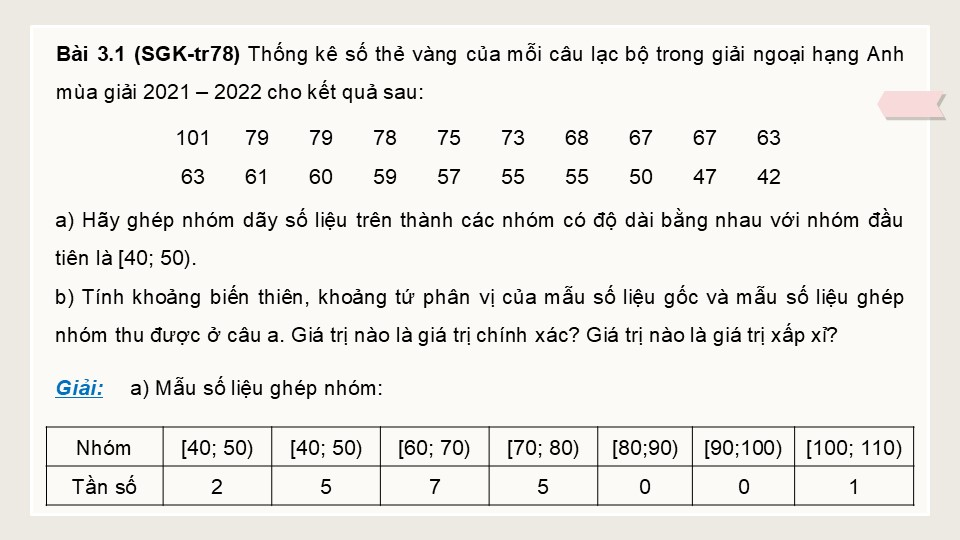 Bài 3.1 (SGK-tr78) Thống kê số thẻ vàng của mỗi câu lạc bộ trong giải ngoại hạng Anh
mùa giải 2021 – 2022 cho kết quả sau:
101 79 79 78 75 73 68 67 67 63
63 61 60 59 57 55 55 50 47 42
a) Hãy ghép nhóm dãy số liệu trên thành các nhóm có độ dài bằng nhau với nhóm đầu
tiên là [40; 50).
b) Tính khoảng biến thiên, khoảng tứ phân vị của mẫu số liệu gốc và mẫu số liệu ghép
nhóm thu được ở câu a. Giá trị nào là giá trị chính xác? Giá trị nào là giá trị xấp xỉ?
Giải: a) Mẫu số liệu ghép nhóm:
Nhóm [40; 50) [40; 50) [60; 70) [70; 80) [80;90) [90;100) [100; 110)
Tần số 2 5 7 5 0 0 1